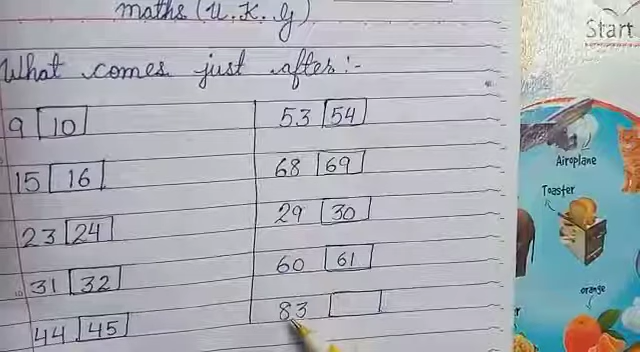 maths (U.K.G)
What comes just after:-
9 10
15 16
23 24
31 32
44 45
53 54
68 69
29 30
60 61
83
Start
Airoplane
Toaster
orange